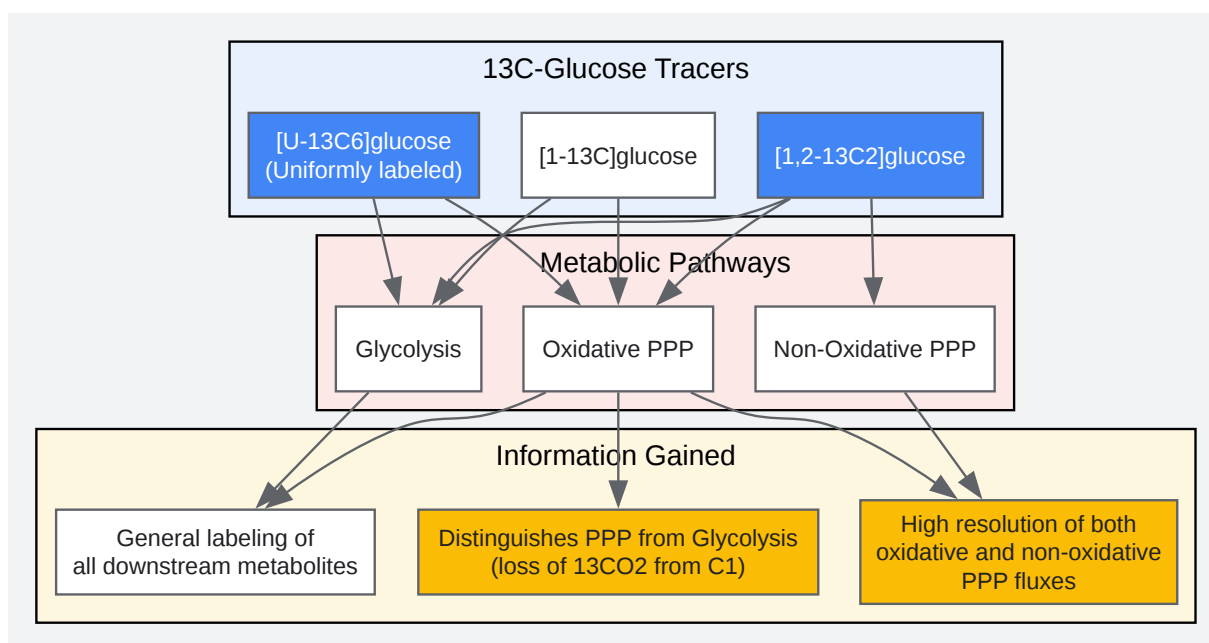 13C-Glucose Tracers
[U-13C6]glucose
(Uniformly labeled)
[1-13C]glucose
[1,2-13C2]glucose
Metabolic Pathways
Glycolysis
Oxidative PPP
Non-Oxidative PPP
Information Gained
General labeling of
all downstream metabolites
Distinguishes PPP from Glycolysis
(loss of 13CO2 from C1)
High resolution of both
oxidative and non-oxidative
PPP fluxes